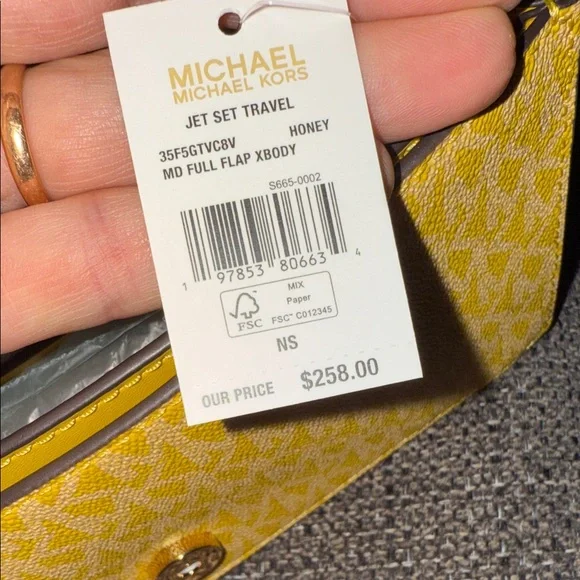 MICHAEL
MICHAEL KORS
JET SET TRAVEL
35F5GTVC8V HONEY
MD FULL FLAP XBODY
S665-0002
1 97853 80663 4
FSC
MIX
Paper
FSC™ C012345
NS
OUR PRICE $258.00